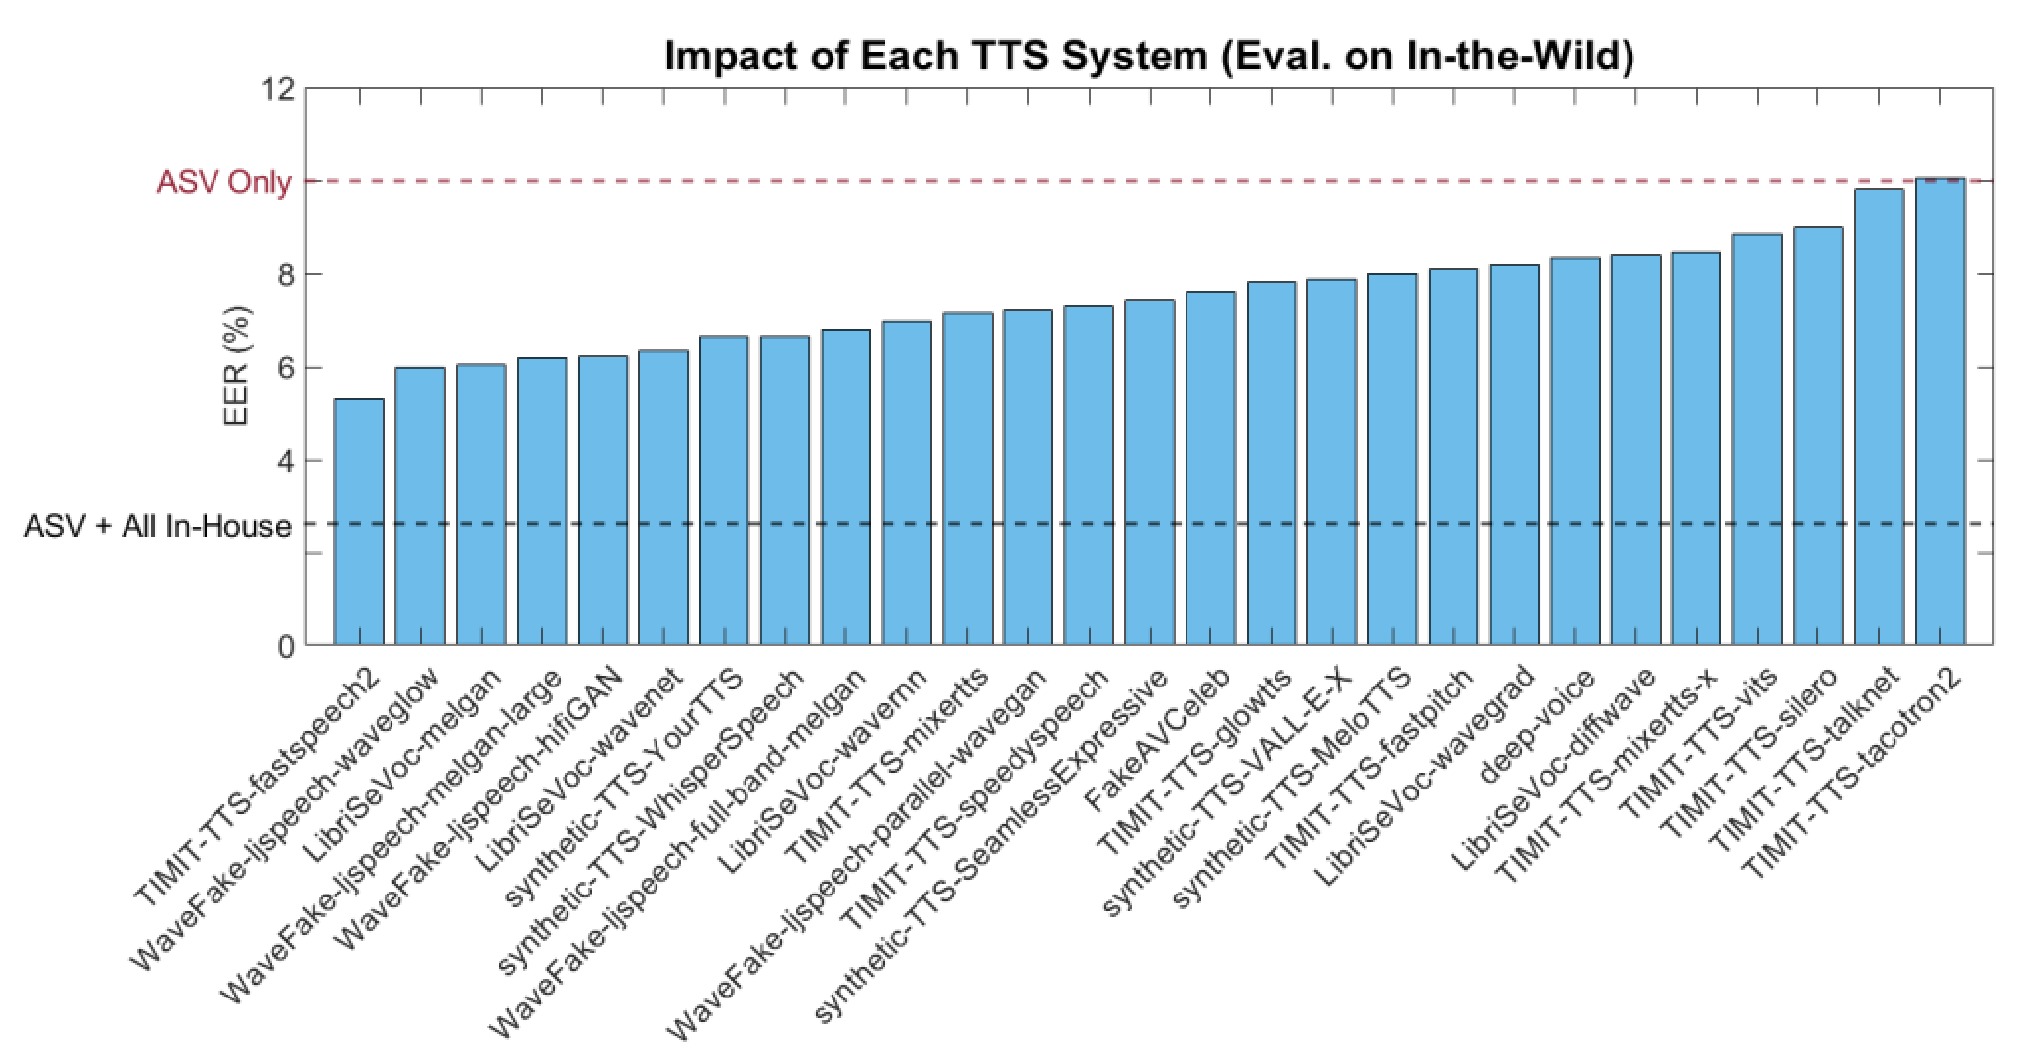 Impact of Each TTS System (Eval. on In-the-Wild)
12
ASV Only
8
6
4
ASV + All In-House
0
EER (%)
TIMIT-TTS-fastspeech2
WaveFake-ljspeech-waveglow
LibriSeVoc-melgan
WaveFake-ljspeech-melgan-large
WaveFake-ljspeech-hifiGAN
LibriSeVoc-wavenet
synthetic-TTS-YourTTS
synthetic-TTS-WhisperSpeech
WaveFake-ljspeech-full-band-melgan
LibriSeVoc-wavernn
TIMIT-TTS-mixertts
WaveFake-ljspeech-parallel-wavegan
TIMIT-TTS-speedyspeech
synthetic-TTS-SeamlessExpressive
FakeAVCeleb
TIMIT-TTS-glowtts
synthetic-TTS-VALL-E-X
synthetic-TTS-MeloTTS
TIMIT-TTS-fastpitch
LibriSeVoc-wavegrad
deep-voice
LibriSeVoc-diffwave
TIMIT-TTS-mixertts-x
TIMIT-TTS-vits
TIMIT-TTS-silero
TIMIT-TTS-talknet
TIMIT-TTS-tacotron2